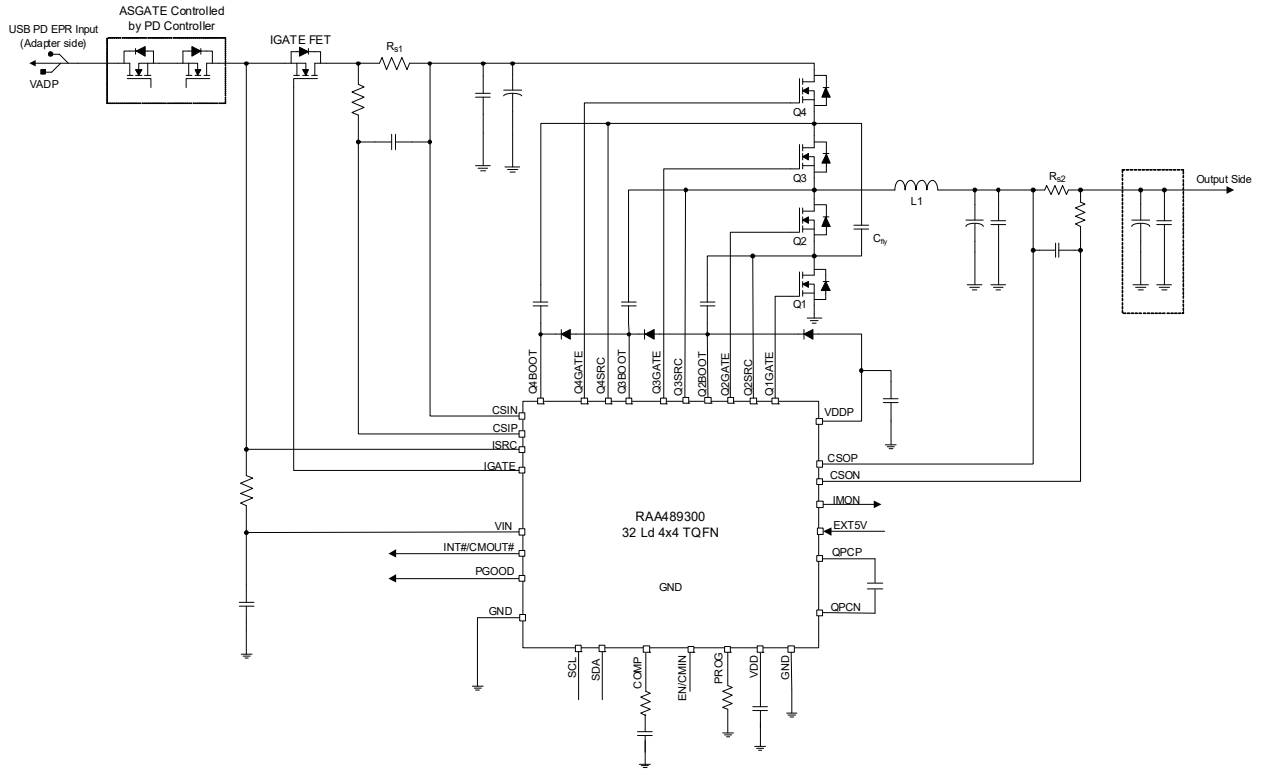 ASGATE Controlled
by PD Controller
USB PD EPR Input
(Adapter side)
VADP
IGATE FET
Rs1
Q4
Q3
Q2
Q1
Cfly
L1
Rs2
Output Side
Q4BOOT
Q4GATE
Q4SRC
Q3BOOT
Q3GATE
Q3SRC
Q2BOOT
Q2GATE
Q2SRC
Q1GATE
CSIN
CSIP
ISRC
IGATE
VIN
INT#/CMOUT#
PGOOD
GND
VDDP
CSOP
CSON
IMON
EXT5V
QPCP
QPCN
RAA489300
32 Ld 4x4 TQFN
GND
SCL
SDA
COMP
EN/CMIN
PROG
VDD
GND